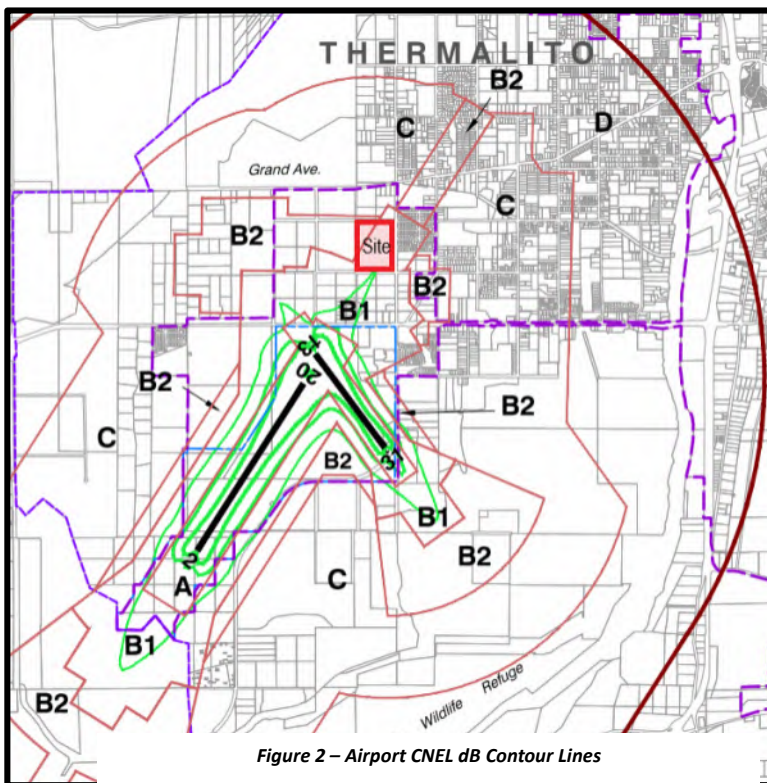 THERMALITO
B2
C
D
Grand Ave.
C
B2
Site
B2
B1
13
20
B2
B2
C
B2
31
B1
B2
2
A
C
B1
Wildlife Refuge
B2
Figure 2 – Airport CNEL dB Contour Lines